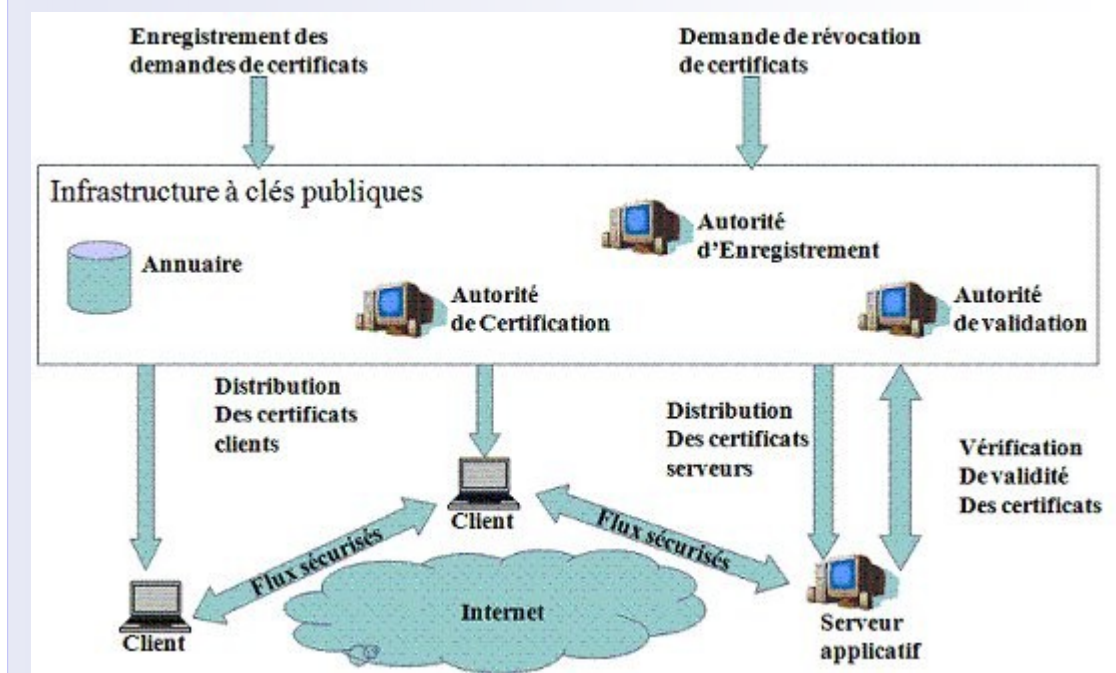 Enregistrement des
demandes de certificats
Demande de révocation
de certificats
Infrastructure à clés publiques
Autorité
d'Enregistrement
Annuaire
Autorité
de Certification
Autorité
de validation
Distribution
Des certificats
clients
Distribution
Des certificats
serveurs
Vérification
De validité
Des certificats
Client
Flux sécurisés
Flux sécurisés
Internet
Client
Serveur
applicatif